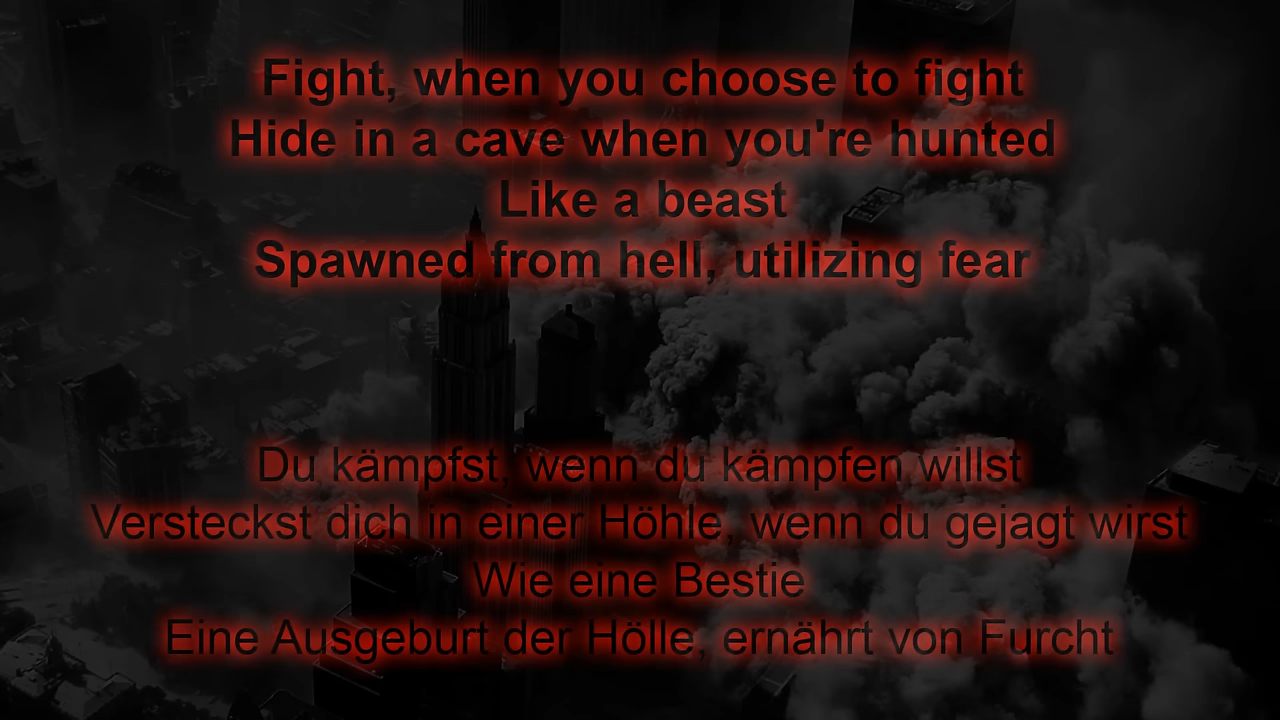 Fight, when you choose to fight
Hide in a cave when you're hunted
Like a beast
Spawned from hell, utilizing fear
Du kämpfst, wenn du kämpfen willst
Versteckst dich in einer Höhle, wenn du gejagt wirst
Wie eine Bestie
Eine Ausgeburt der Hölle, ernährt von Furcht